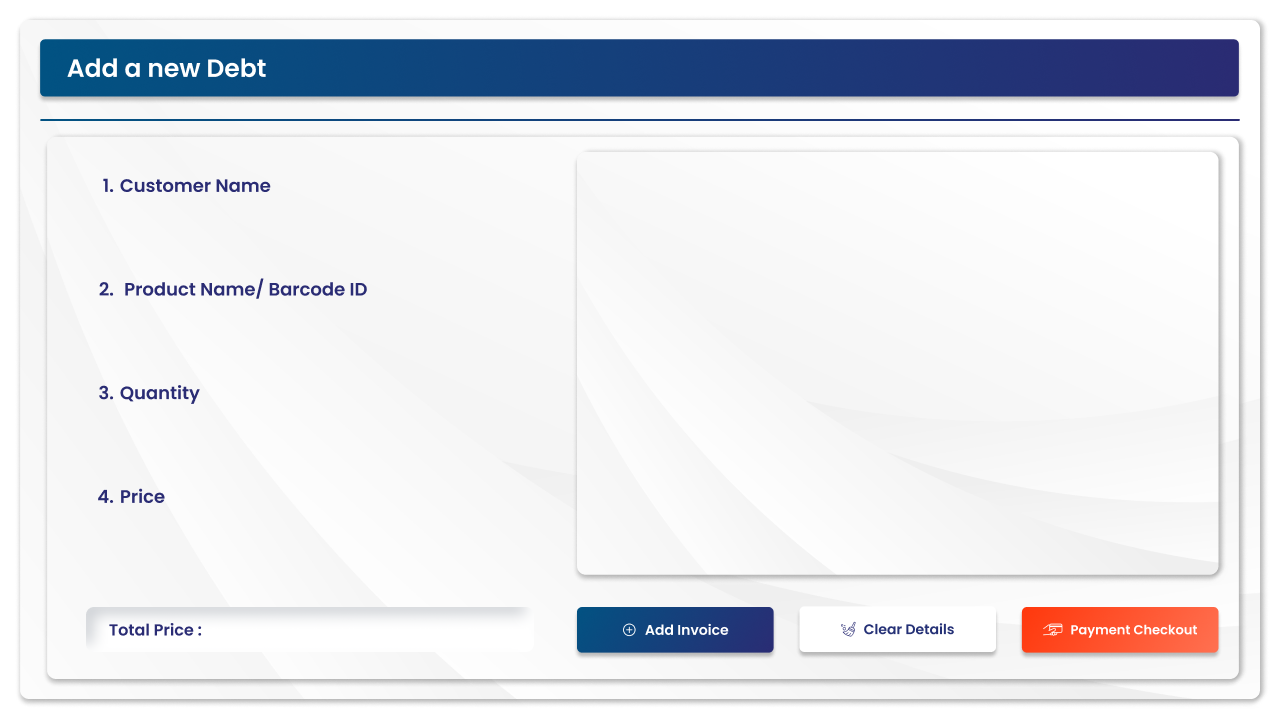 Add a new Debt
1. Customer Name
2. Product Name/ Barcode ID
3. Quantity
4. Price
Total Price :
Add Invoice
Clear Details
Payment Checkout